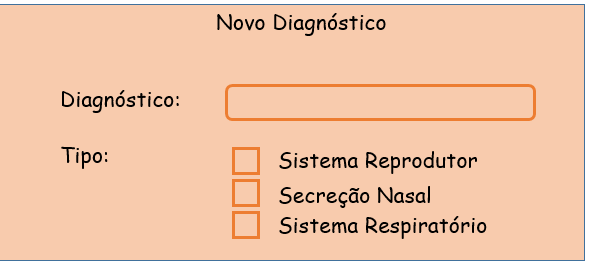 Novo Diagnóstico
Diagnóstico:
Tipo:
Sistema Reprodutor
Secreção Nasal
Sistema Respiratório